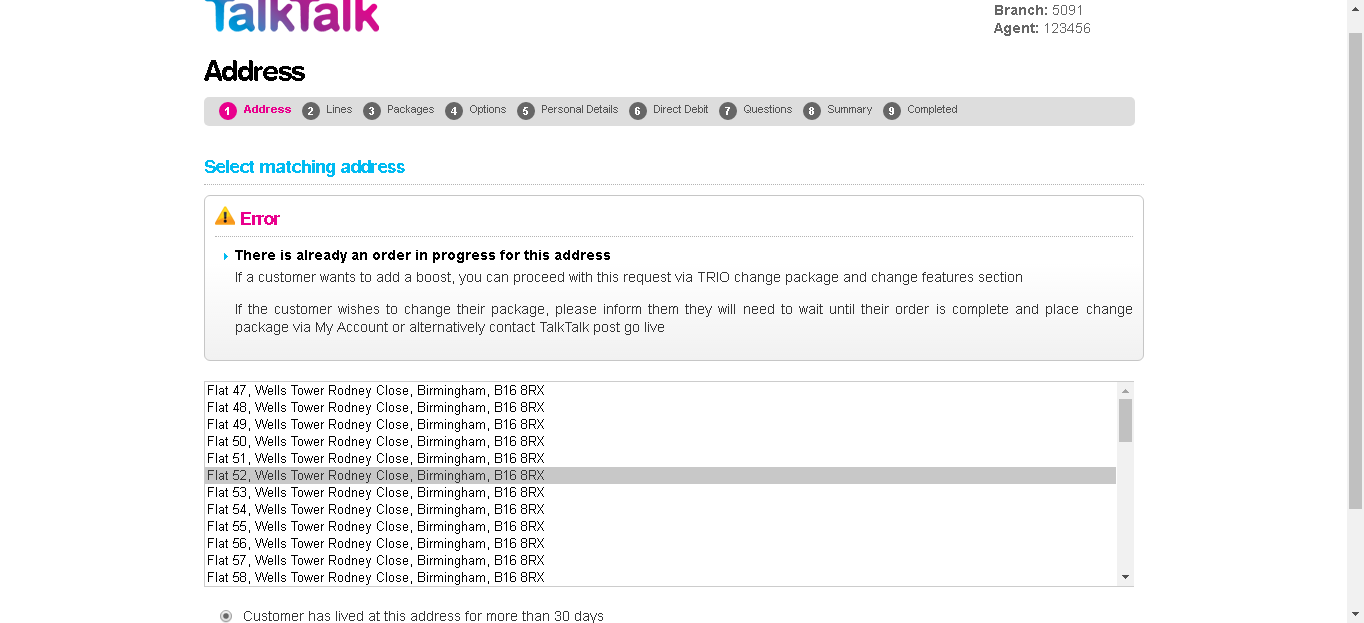 TalkTalk
Branch: 5091
Agent: 123456
Address
1 Address 2 Lines 3 Packages 4 Options 5 Personal Details 6 Direct Debit 7 Questions 8 Summary 9 Completed
Select matching address
Error
There is already an order in progress for this address
If a customer wants to add a boost, you can proceed with this request via TRIO change package and change features section
If the customer wishes to change their package, please inform them they will need to wait until their order is complete and place change
package via My Account or alternatively contact TalkTalk post go live
Flat 47, Wells Tower Rodney Close, Birmingham, B16 8RX
Flat 48, Wells Tower Rodney Close, Birmingham, B16 8RX
Flat 49, Wells Tower Rodney Close, Birmingham, B16 8RX
Flat 50, Wells Tower Rodney Close, Birmingham, B16 8RX
Flat 51, Wells Tower Rodney Close, Birmingham, B16 8RX
Flat 52, Wells Tower Rodney Close, Birmingham, B16 8RX
Flat 53, Wells Tower Rodney Close, Birmingham, B16 8RX
Flat 54, Wells Tower Rodney Close, Birmingham, B16 8RX
Flat 55, Wells Tower Rodney Close, Birmingham, B16 8RX
Flat 56, Wells Tower Rodney Close, Birmingham, B16 8RX
Flat 57, Wells Tower Rodney Close, Birmingham, B16 8RX
Flat 58, Wells Tower Rodney Close, Birmingham, B16 8RX
Customer has lived at this address for more than 30 days